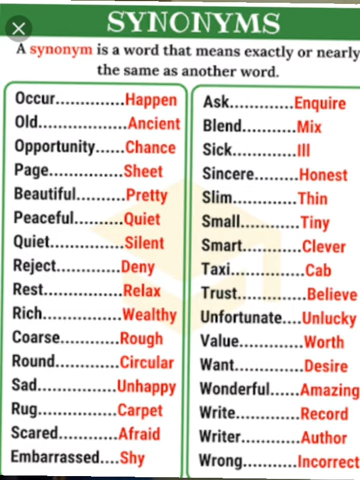 SYNONYMS
A synonym is a word that means exactly or nearly
the same as another word.
Occur..............Happen
Old..................Ancient
Opportunity......Chance
Page.................Sheet
Beautiful..........Pretty
Peaceful..........Quiet
Quiet...............Silent
Reject............Deny
Rest................Relax
Rich................Wealthy
Coarse............Rough
Round............Circular
Sad................Unhappy
Rug................Carpet
Scared............Afraid
Embarrassed....Shy
Ask.............Enquire
Blend...........Mix
Sick.............Ill
Sincere.........Honest
Slim.............Thin
Small............Tiny
Smart............Clever
Taxi...............Cab
Trust..............Believe
Unfortunate....Unlucky
Value.............Worth
Want.............Desire
Wonderful......Amazing
Write.............Record
Writer............Author
Wrong...........Incorrect